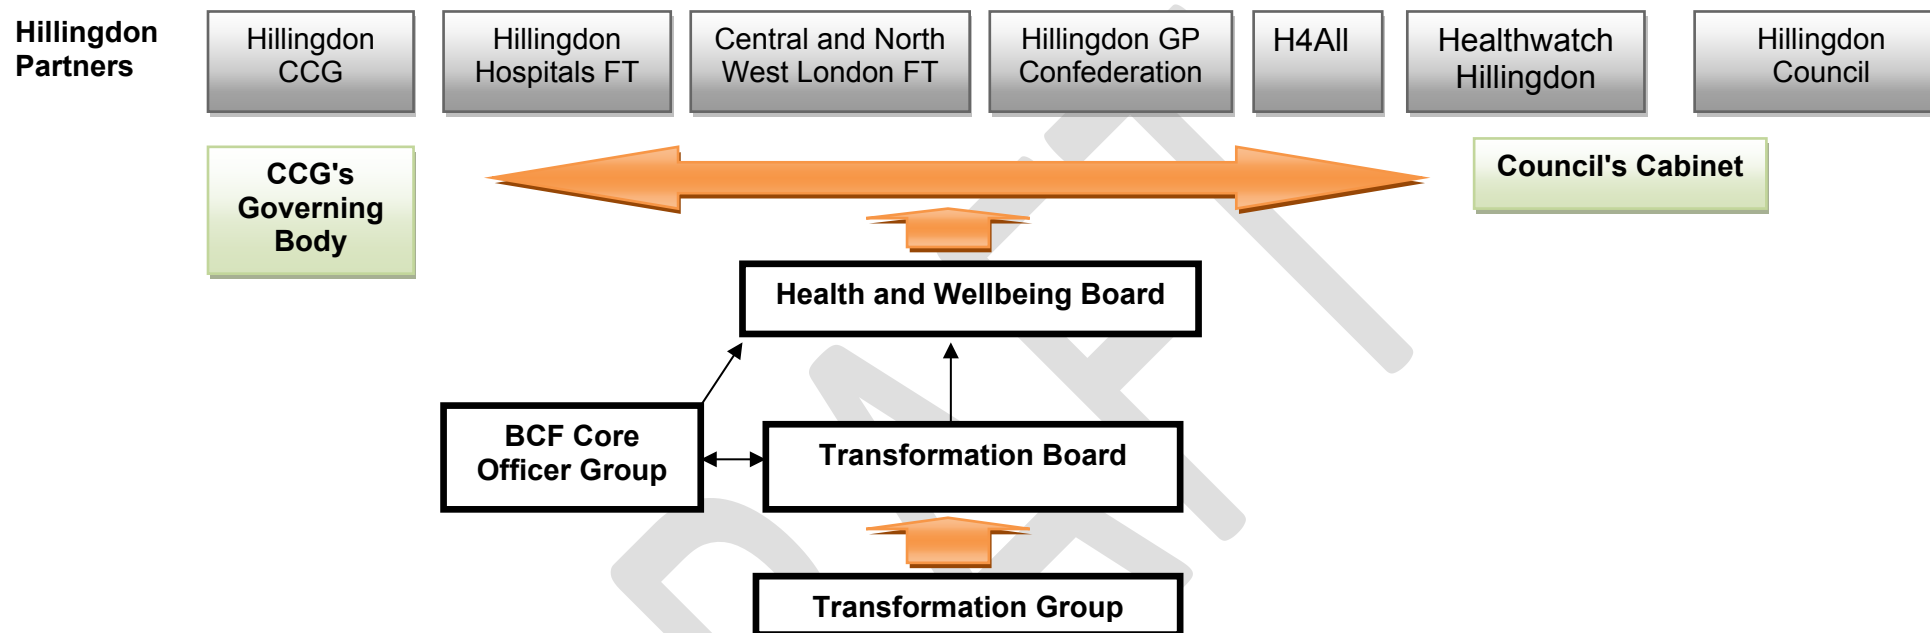 Hillingdon
Partners
Hillingdon
CCG
Hillingdon
Hospitals FT
Central and North
West London FT
Hillingdon GP
Confederation
H4All
Healthwatch
Hillingdon
Hillingdon
Council
CCG's
Governing
Body
Council's Cabinet
Health and Wellbeing Board
BCF Core
Officer Group
Transformation Board
Transformation Group
DRAFT